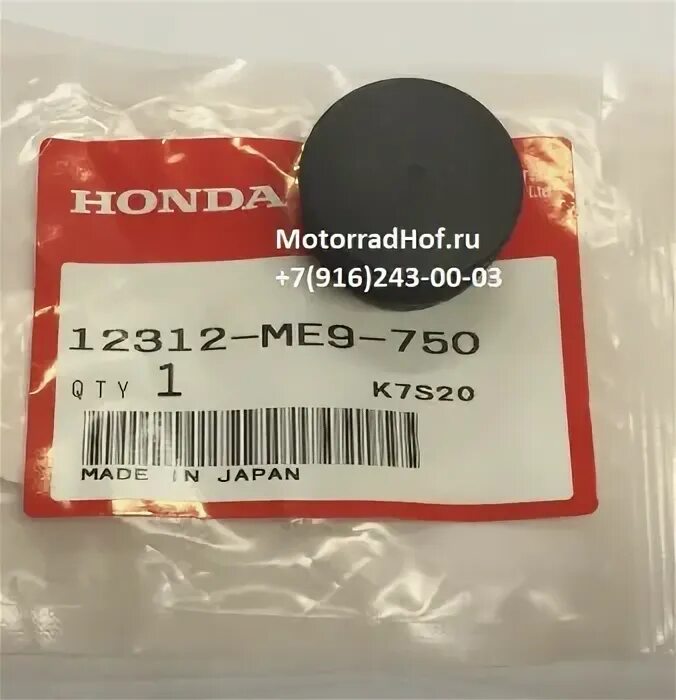 HONDA
MotorradHof.ru
+7(916)243-00-03
12312-ME9-750
QTY 1 K7S20
MADE IN JAPAN